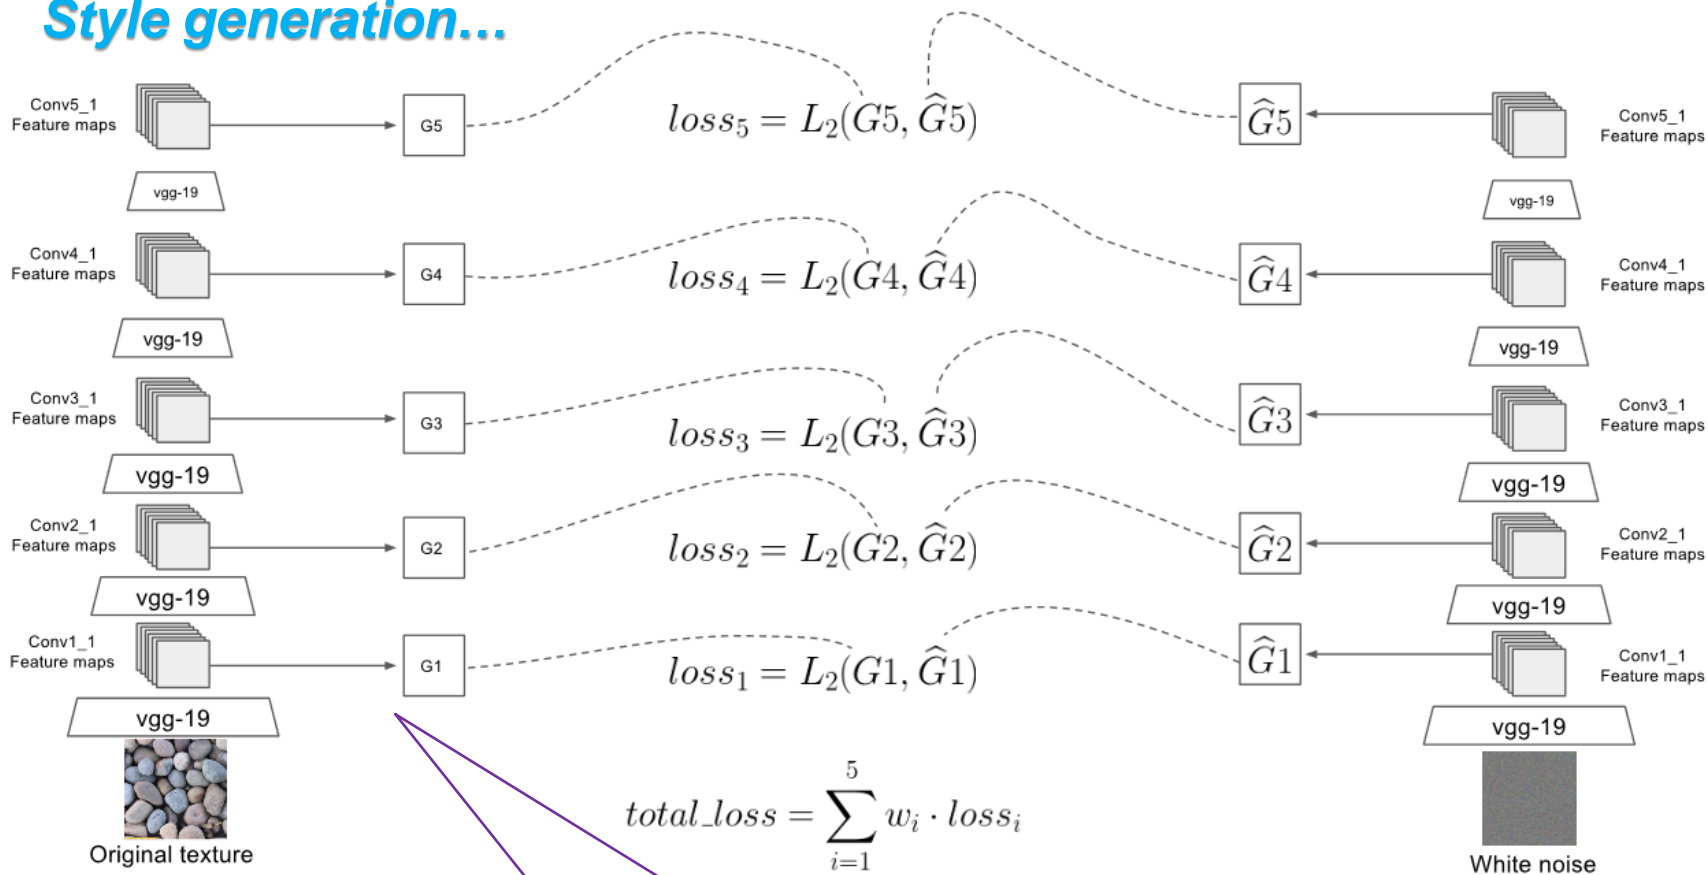 Style generation...
Conv5_1
Feature maps
G5
loss₅ = L₂(G5, Ĝ5)
Ĝ5
Conv5_1
Feature maps
vgg-19
vgg-19
Conv4_1
Feature maps
G4
loss₄ = L₂(G4, Ĝ4)
Ĝ4
Conv4_1
Feature maps
vgg-19
vgg-19
Conv3_1
Feature maps
G3
loss₃ = L₂(G3, Ĝ3)
Ĝ3
Conv3_1
Feature maps
vgg-19
vgg-19
Conv2_1
Feature maps
G2
loss₂ = L₂(G2, Ĝ2)
Ĝ2
Conv2_1
Feature maps
vgg-19
vgg-19
Conv1_1
Feature maps
G1
loss₁ = L₂(G1, Ĝ1)
Ĝ1
Conv1_1
Feature maps
vgg-19
vgg-19
total_loss = ∑_{i=1}^{5} wᵢ · lossᵢ
Original texture
White noise